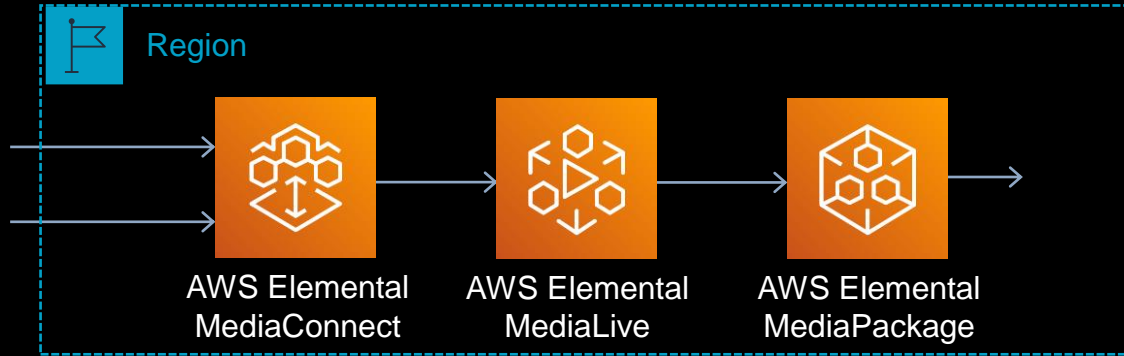 Region
AWS Elemental
MediaConnect
AWS Elemental
MediaLive
AWS Elemental
MediaPackage